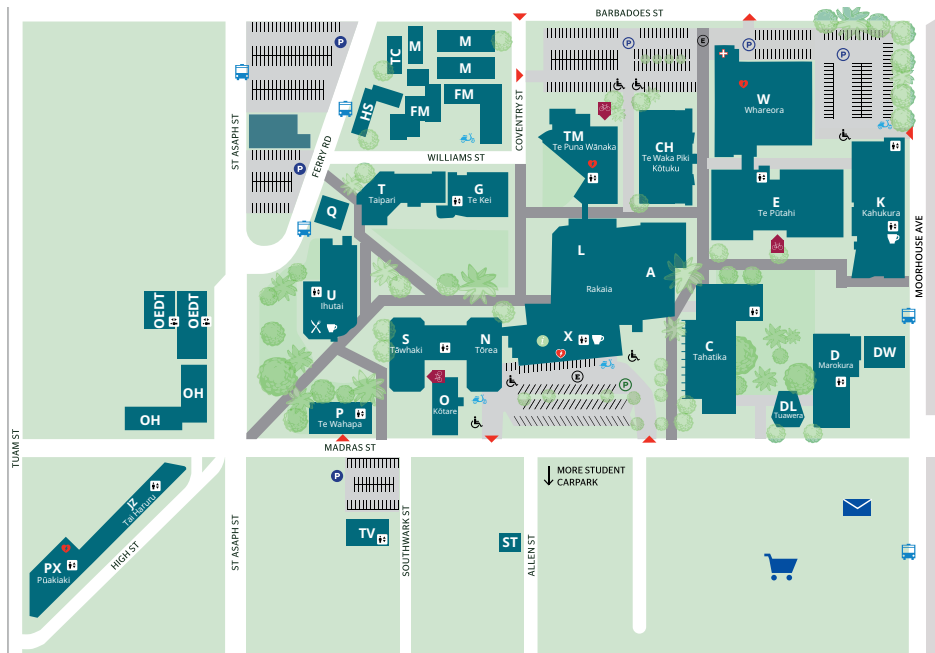 BARBADOES ST
P
M
M
TC
M
P
E
P
P
W
Whareora
FM
FM
HS
P
ST ASAPH ST
FERRY RD
COVENTRY ST
WILLIAMS ST
TM
Te Puna Wānaka
CH
Te Waka Pīki
Kōtuku
P
T
Taipari
G
Te Kei
E
Te Pūtahi
K
Kahukura
Q
L
A
Rakaia
MOORHOUSE AVE
U
Ihutai
OEDT
OEDT
S
Tāwhaki
N
Tōrea
i
X
C
Tahatika
D
Marokura
DW
E
P
OH
OH
O
Kōtare
P
Te Wahapa
DL
Tuawera
TUAM ST
MADRAS ST
P
MORE STUDENT
CARPARK
JZ
Tai Haruru
HIGH ST
ST ASAPH ST
TV
SOUTHWARK ST
ST
ALLEN ST
PX
Pūakiaki